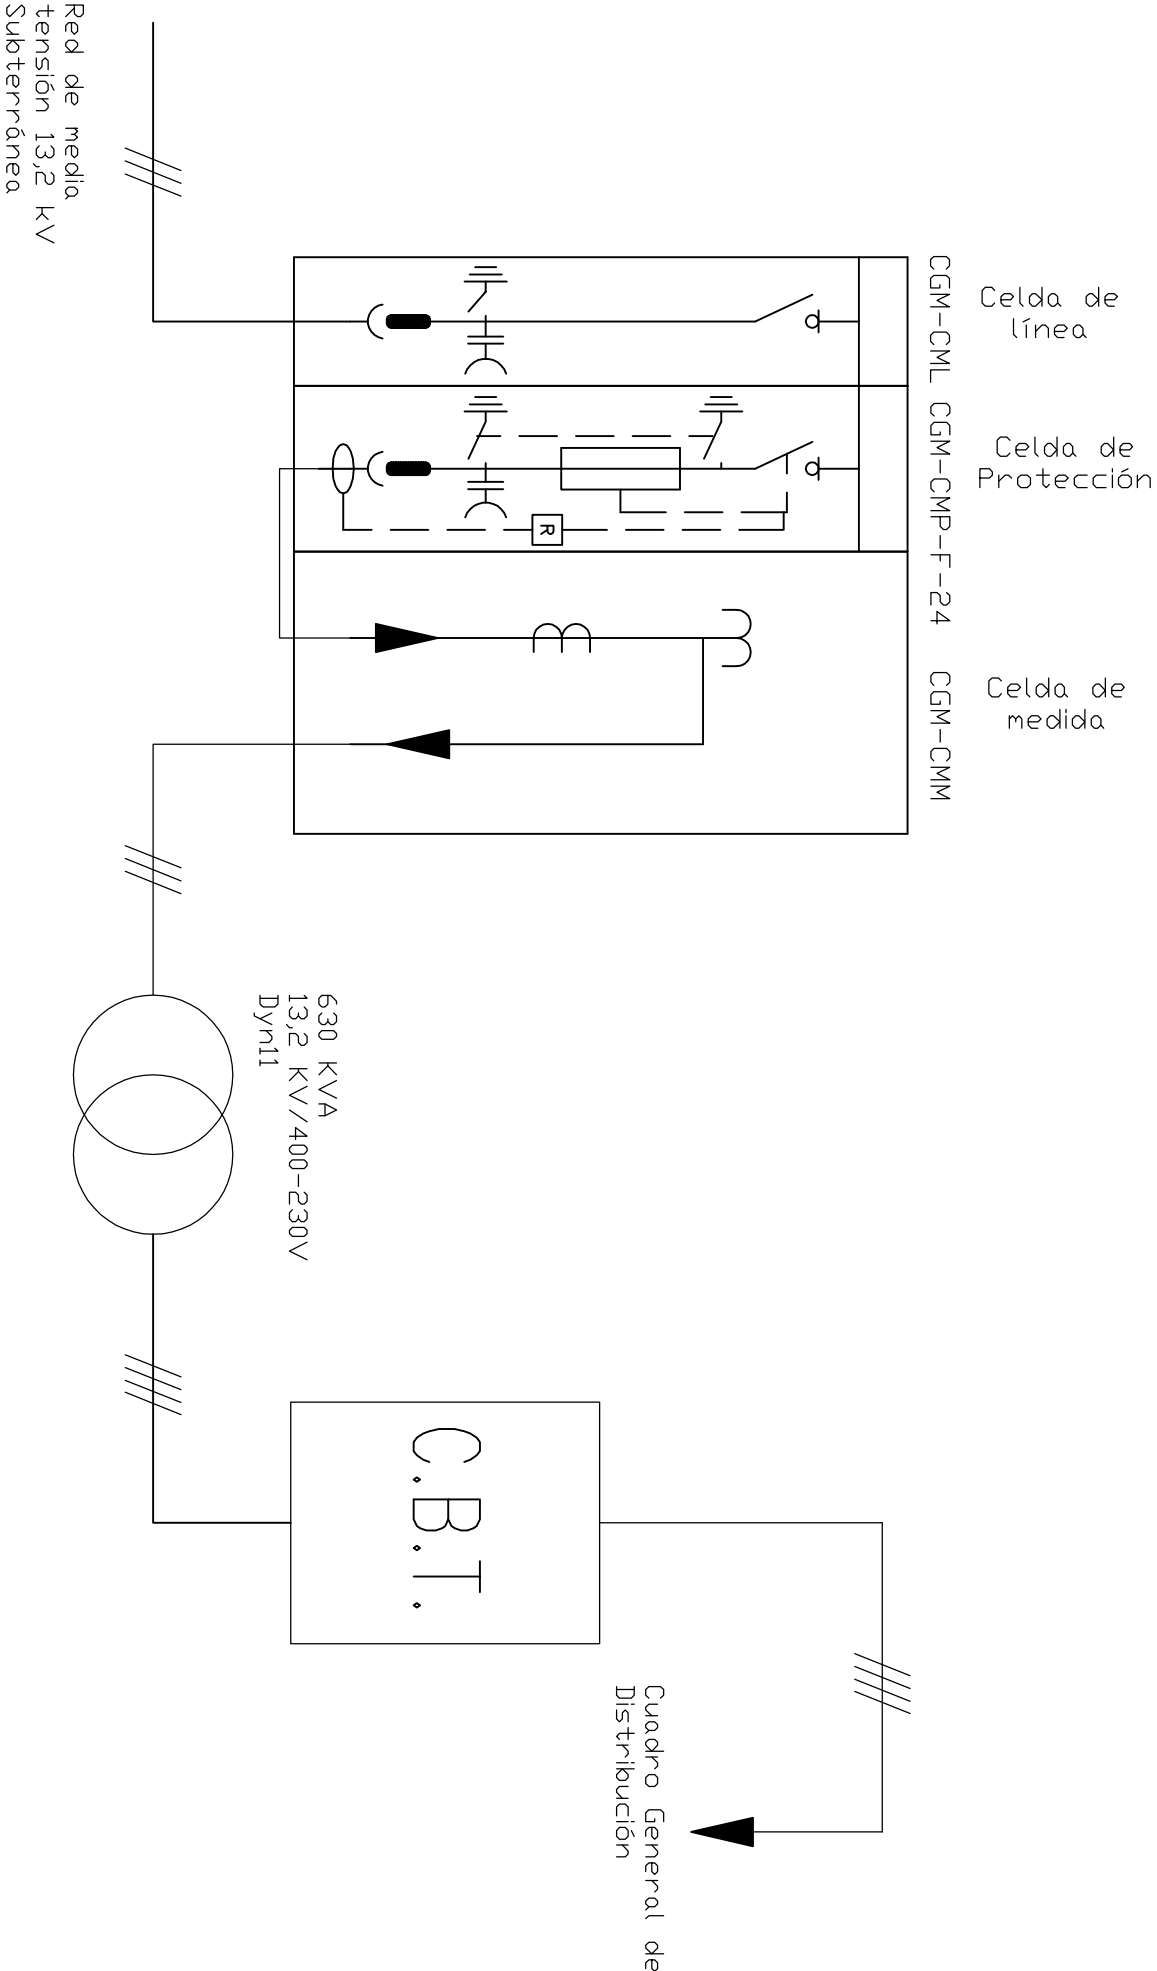 Celda de
línea
Celda de
Protección
Celda de
medida
CGM-CML
CGM-CMP-F-24
CGM-CMM
R
Red de media
tensión 13,2 kV
Subterránea
630 KVA
13,2 KV/400-230V
Dyn11
C.B.T.
Cuadro General de
Distribución